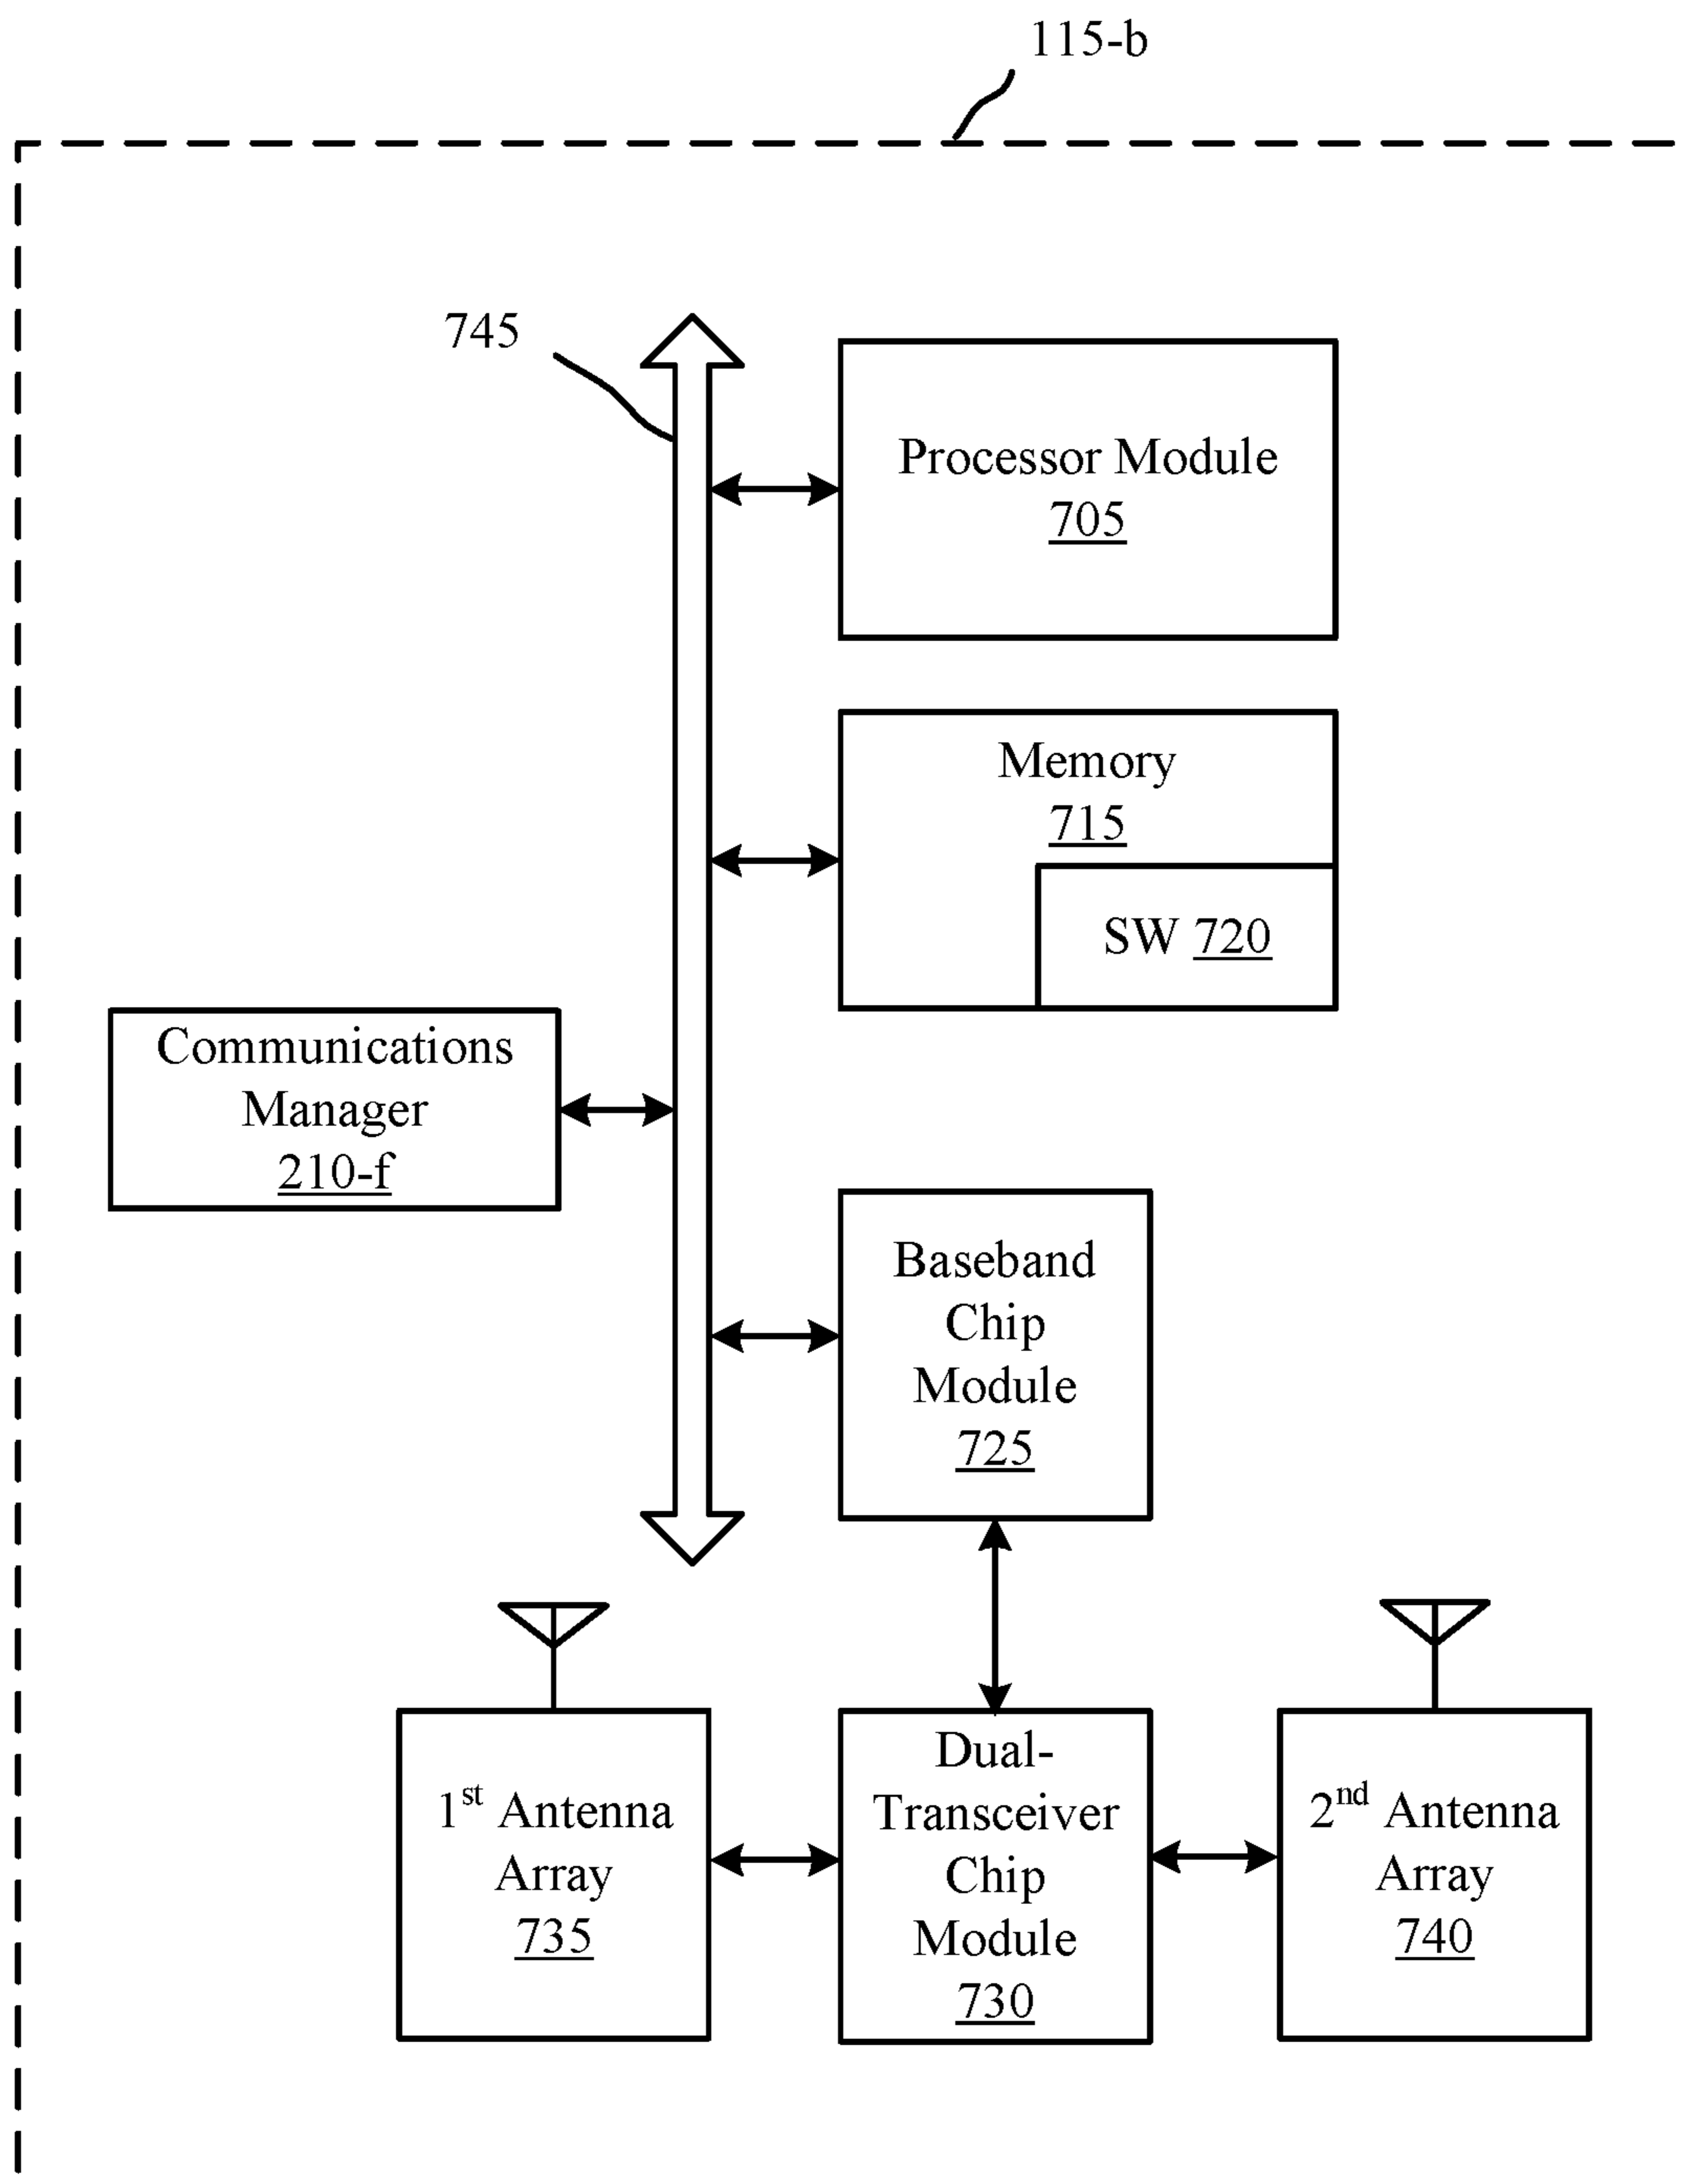 115-b
745
Processor Module
705
Memory
715
SW 720
Communications
Manager
210-f
Baseband
Chip
Module
725
1st Antenna
Array
735
Dual-
Transceiver
Chip
Module
730
2nd Antenna
Array
740